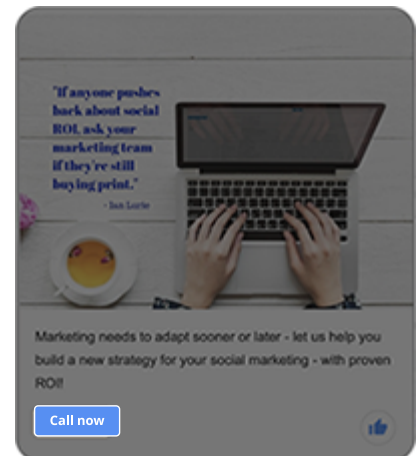 "If anyone pushes
back about social
ROI, ask your
marketing team
if they're still
buying print."
- Ian Lurie
Marketing needs to adapt sooner or later - let us help you
build a new strategy for your social marketing - with proven
ROI!
Call now